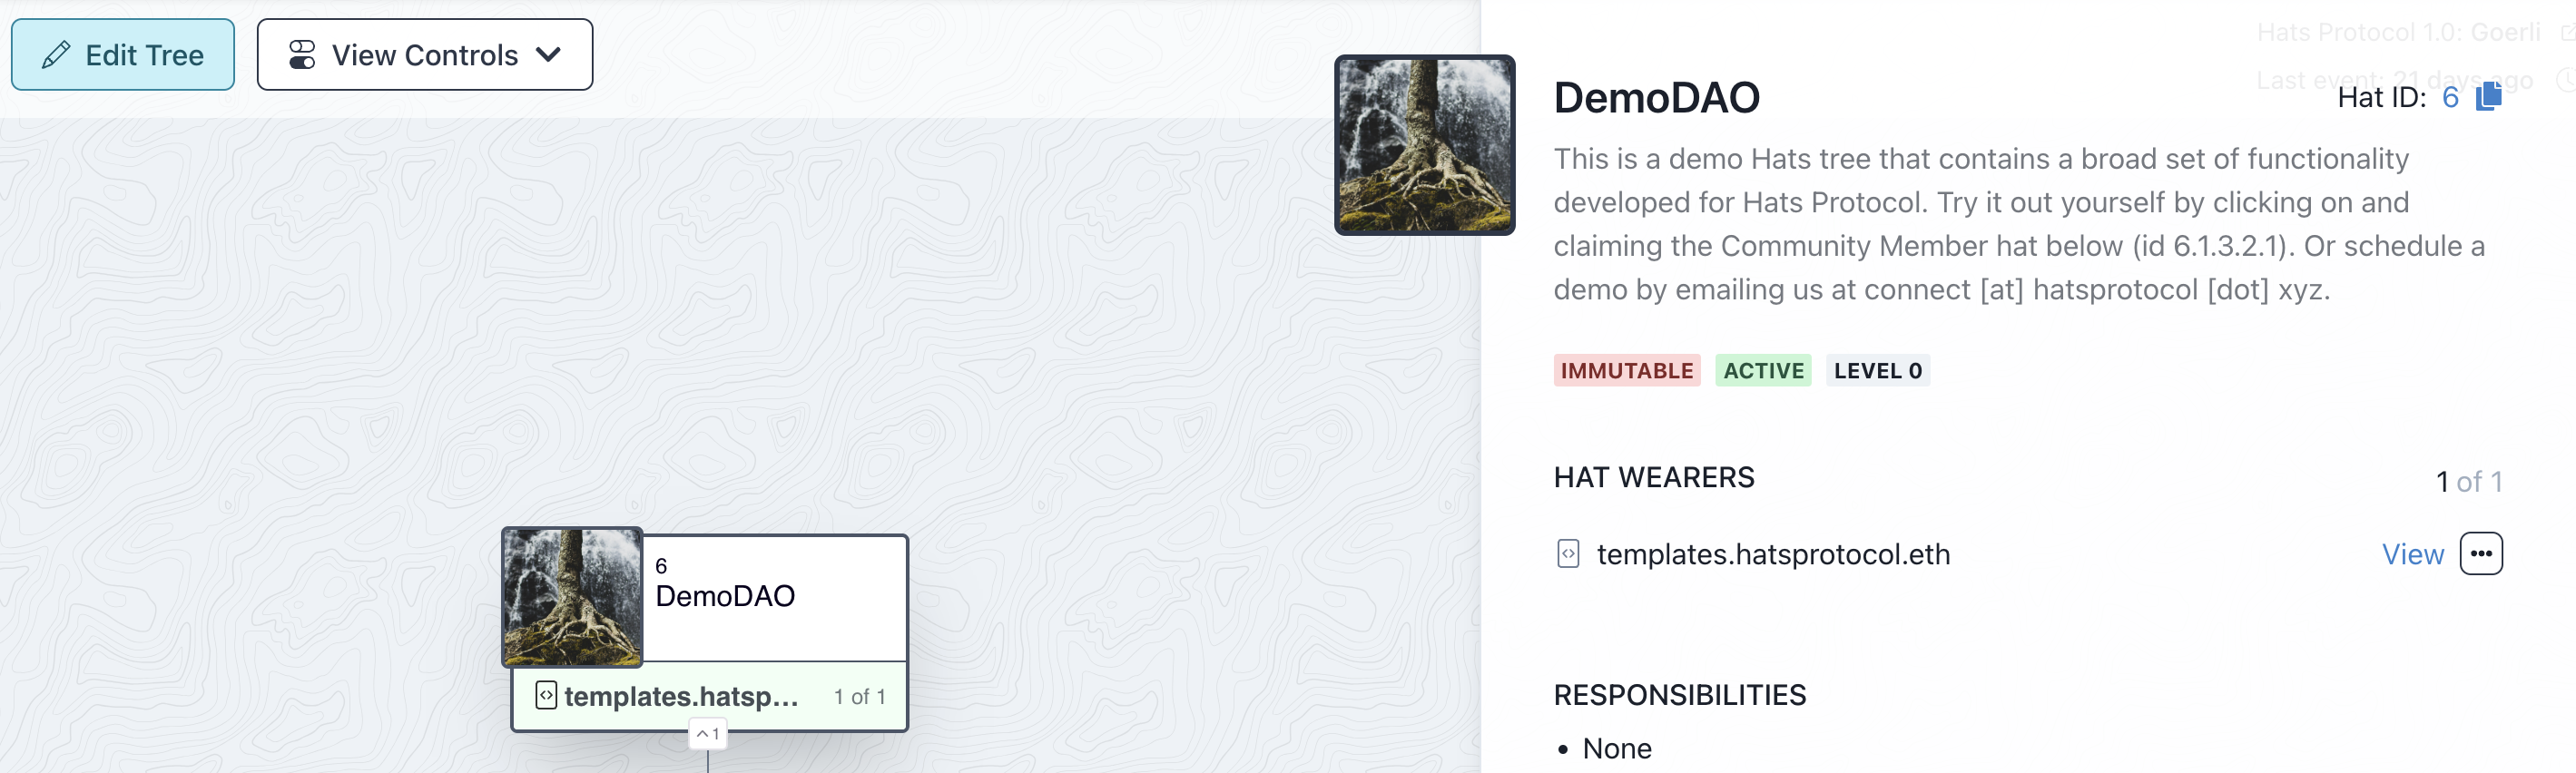 Edit Tree
View Controls
Hats Protocol 1.0: Goerli
Last event: 21 days ago
DemoDAO
Hat ID: 6
This is a demo Hats tree that contains a broad set of functionality
developed for Hats Protocol. Try it out yourself by clicking on and
claiming the Community Member hat below (id 6.1.3.2.1). Or schedule a
demo by emailing us at connect [at] hatsprotocol [dot] xyz.
IMMUTABLE ACTIVE LEVEL 0
HAT WEARERS
1 of 1
templates.hatsprotocol.eth
View
RESPONSIBILITIES
• None
6
DemoDAO
templates.hatsp...
1 of 1
1